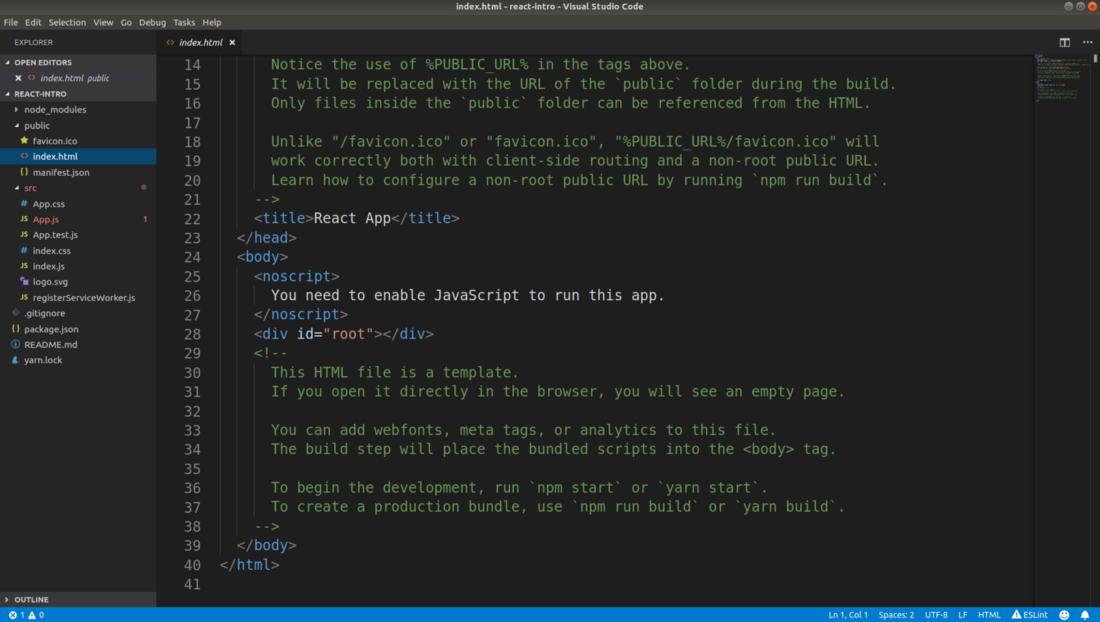 index.html - react-intro - Visual Studio Code
File Edit Selection View Go Debug Tasks Help
EXPLORER
OPEN EDITORS
index.html public
REACT-INTRO
node_modules
public
favicon.ico
index.html
manifest.json
src
App.css
App.js 1
App.test.js
index.css
index.js
logo.svg
registerServiceWorker.js
.gitignore
package.json
README.md
yarn.lock
OUTLINE
index.html
14 Notice the use of %PUBLIC_URL% in the tags above.
15 It will be replaced with the URL of the `public` folder during the build.
16 Only files inside the `public` folder can be referenced from the HTML.
17
18 Unlike "/favicon.ico" or "favicon.ico", "%PUBLIC_URL%/favicon.ico" will
19 work correctly both with client-side routing and a non-root public URL.
20 Learn how to configure a non-root public URL by running `npm run build`.
21 -->
22 <title>React App</title>
23 </head>
24 <body>
25 <noscript>
26 You need to enable JavaScript to run this app.
27 </noscript>
28 <div id="root"></div>
29 <!--
30 This HTML file is a template.
31 If you open it directly in the browser, you will see an empty page.
32
33 You can add webfonts, meta tags, or analytics to this file.
34 The build step will place the bundled scripts into the <body> tag.
35
36 To begin the development, run `npm start` or `yarn start`.
37 To create a production bundle, use `npm run build` or `yarn build`.
38 -->
39 </body>
40 </html>
41
1 0 Ln 1, Col 1 Spaces: 2 UTF-8 LF HTML ESLint